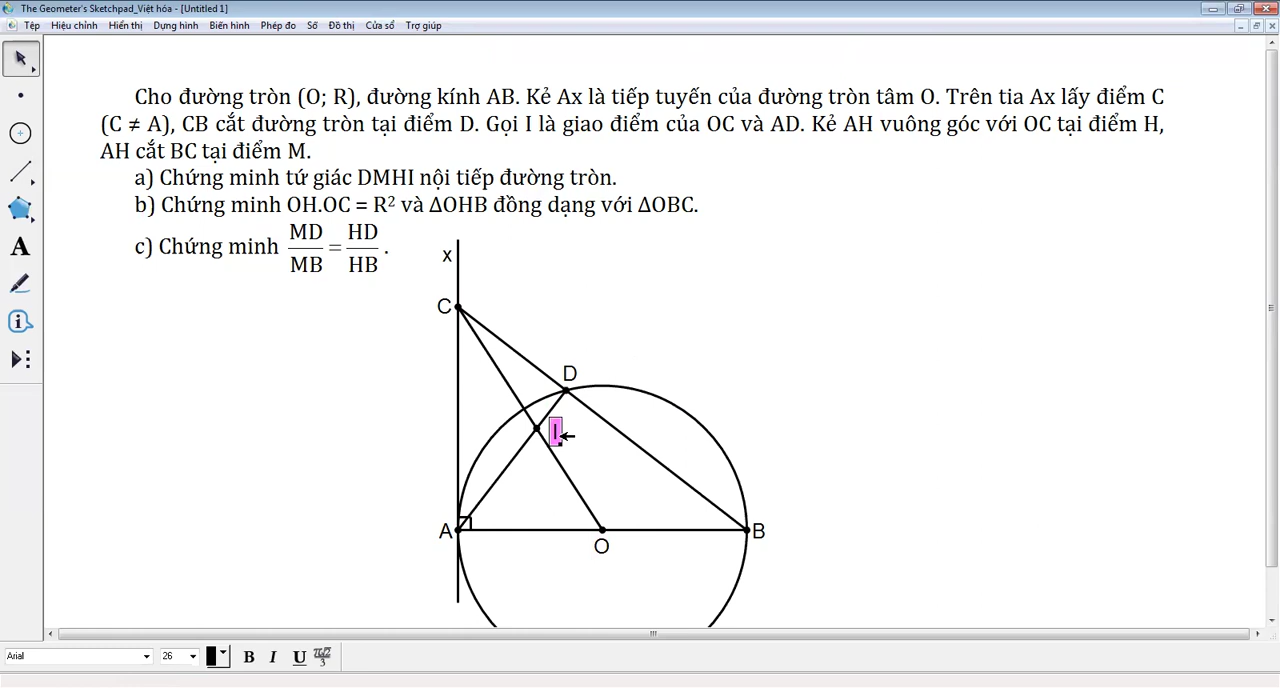 The Geometer's Sketchpad_Việt hóa - [Untitled 1]
Tệp Hiệu chỉnh Hiển thị Dựng hình Biến hình Phép đo Số Đồ thị Cửa sổ Trợ giúp
Cho đường tròn (O; R), đường kính AB. Kẻ Ax là tiếp tuyến của đường tròn tâm O. Trên tia Ax lấy điểm C
(C ≠ A), CB cắt đường tròn tại điểm D. Gọi I là giao điểm của OC và AD. Kẻ AH vuông góc với OC tại điểm H,
AH cắt BC tại điểm M.
a) Chứng minh tứ giác DMHI nội tiếp đường tròn.
b) Chứng minh OH.OC = R² và ΔOHB đồng dạng với ΔOBC.
c) Chứng minh MD/MB = HD/HB .
x
C
D
I
A
B
O
A
Arial 26 B I U